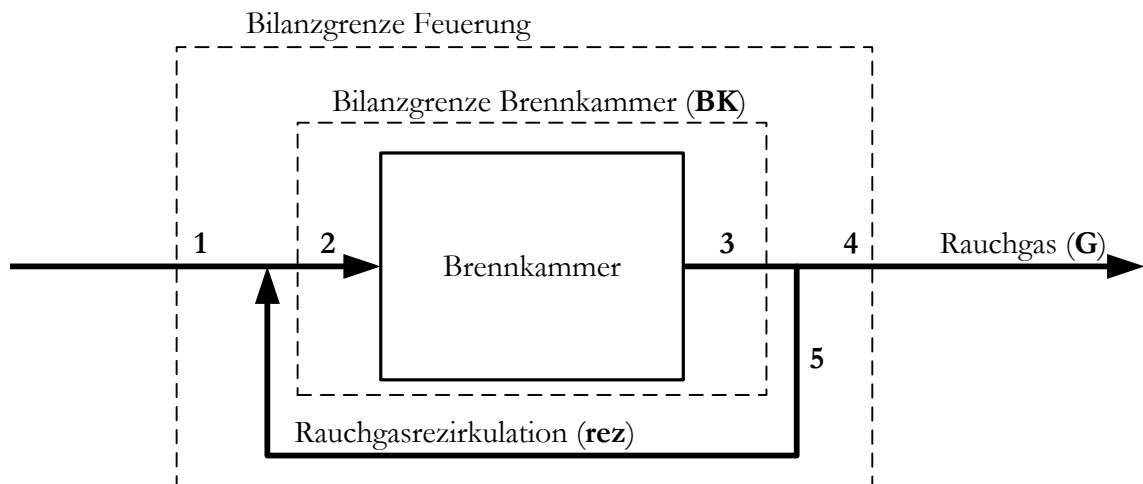 Bilanzgrenze Feuerung
Bilanzgrenze Brennkammer (BK)
1
2
Brennkammer
3
4
Rauchgas (G)
5
Rauchgasrezirkulation (rez)